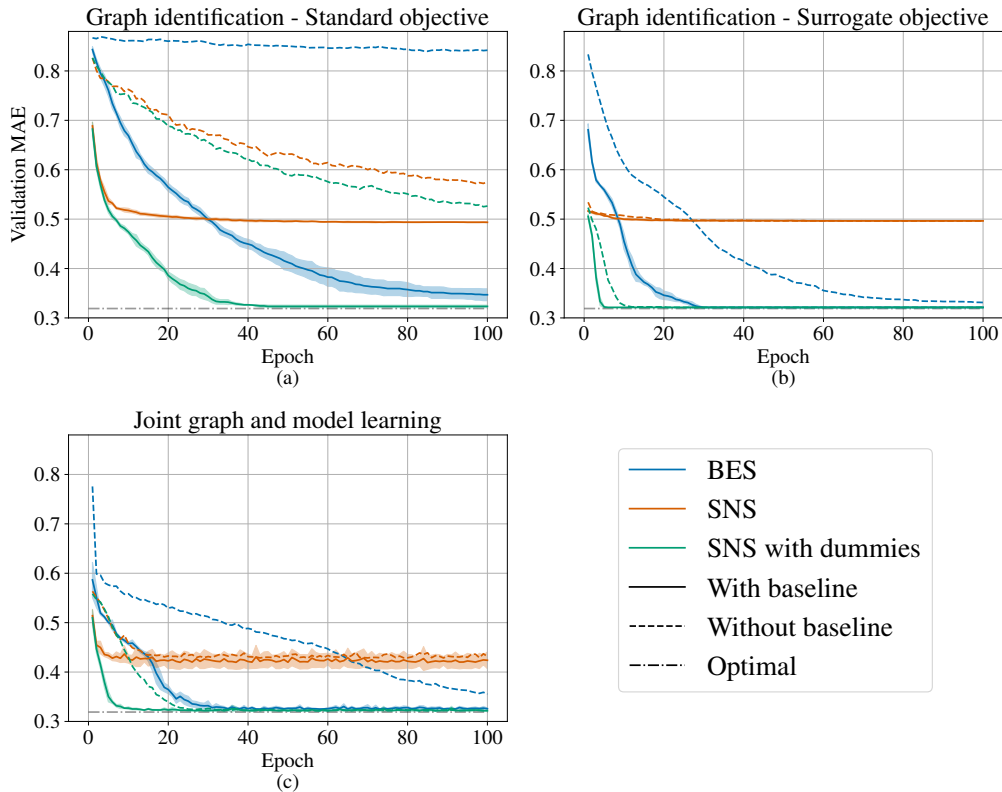 Graph identification - Standard objective
Validation MAE
0.8
0.7
0.6
0.5
0.4
0.3
0 20 40 60 80 100
Epoch
(a)
Graph identification - Surrogate objective
0.8
0.7
0.6
0.5
0.4
0.3
0 20 40 60 80 100
Epoch
(b)
Joint graph and model learning
0.8
0.7
0.6
0.5
0.4
0.3
0 20 40 60 80 100
Epoch
(c)
BES
SNS
SNS with dummies
With baseline
Without baseline
Optimal